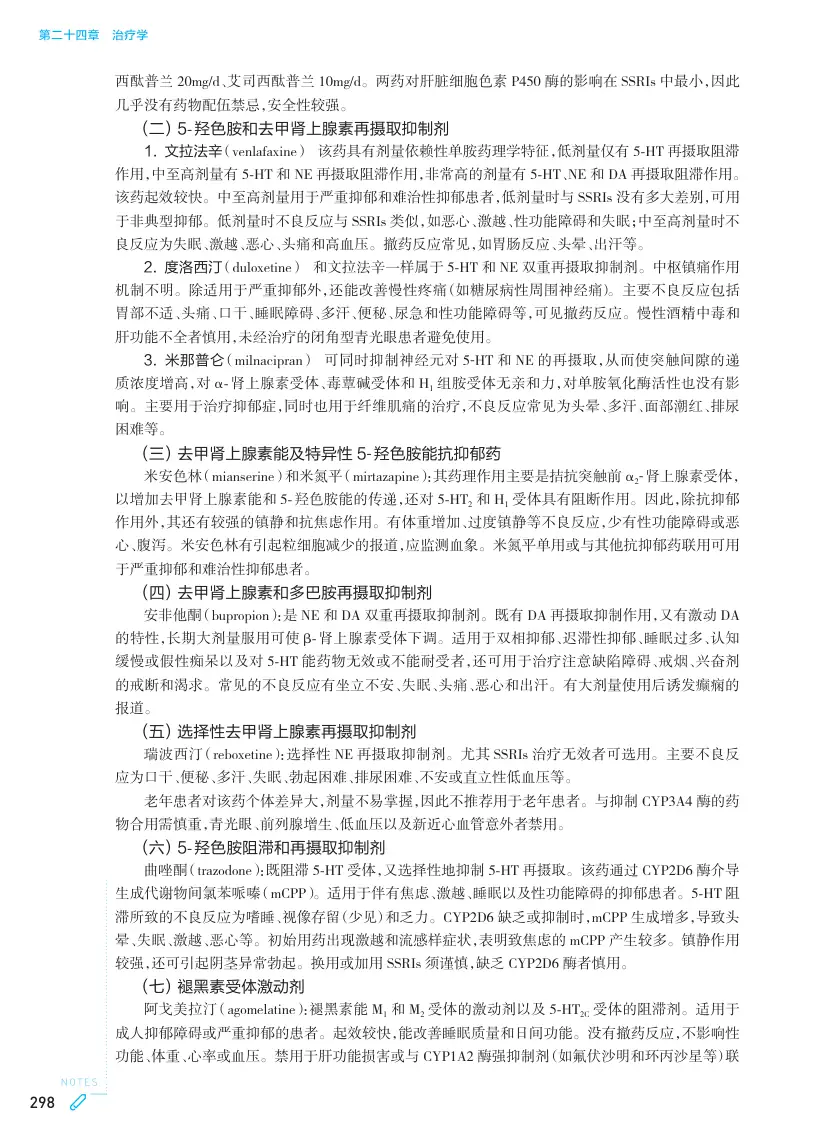 第二十四章 治疗学
西酞普兰 20mg/d、艾司西酞普兰 10mg/d。两药对肝脏细胞色素 P450 酶的影响在 SSRIs 中最小,因此
几乎没有药物配伍禁忌,安全性较强。
(二) 5-羟色胺和去甲肾上腺素再摄取抑制剂
1. 文拉法辛(venlafaxine) 该药具有剂量依赖性单胺药理学特征,低剂量仅有 5-HT 再摄取阻滞
作用,中至高剂量有 5-HT 和 NE 再摄取阻滞作用,非常高的剂量有 5-HT、NE 和 DA 再摄取阻滞作用。
该药起效较快。中至高剂量用于严重抑郁和难治性抑郁患者,低剂量时与 SSRIs 没有多大差别,可用
于非典型抑郁。低剂量时不良反应与 SSRIs 类似,如恶心、激越、性功能障碍和失眠;中至高剂量时不
良反应为失眠、激越、恶心、头痛和高血压。撤药反应常见,如胃肠反应、头晕、出汗等。
2. 度洛西汀(duloxetine) 和文拉法辛一样属于 5-HT 和 NE 双重再摄取抑制剂。中枢镇痛作用
机制不明。除适用于严重抑郁外,还能改善慢性疼痛(如糖尿病性周围神经痛)。主要不良反应包括
胃部不适、头痛、口干、睡眠障碍、多汗、便秘、尿急和性功能障碍等,可见撤药反应。慢性酒精中毒和
肝功能不全者慎用,未经治疗的闭角型青光眼患者避免使用。
3. 米那普仑(milnacipran) 可同时抑制神经元对 5-HT 和 NE 的再摄取,从而使突触间隙的递
质浓度增高,对 α-肾上腺素受体、毒蕈碱受体和 H₁ 组胺受体无亲和力,对单胺氧化酶活性也没有影
响。主要用于治疗抑郁症,同时也用于纤维肌痛的治疗,不良反应常见为头晕、多汗、面部潮红、排尿
困难等。
(三) 去甲肾上腺素能及特异性 5-羟色胺能抗抑郁药
米安色林(mianserine)和米氮平(mirtazapine):其药理作用主要是拮抗突触前 α₂-肾上腺素受体,
以增加去甲肾上腺素能和 5-羟色胺能的传递,还对 5-HT₂ 和 H₁ 受体具有阻断作用。因此,除抗抑郁
作用外,其还有较强的镇静和抗焦虑作用。有体重增加、过度镇静等不良反应,少有性功能障碍或恶
心、腹泻。米安色林有引起粒细胞减少的报道,应监测血象。米氮平单用或与其他抗抑郁药联用可用
于严重抑郁和难治性抑郁患者。
(四) 去甲肾上腺素和多巴胺再摄取抑制剂
安非他酮(bupropion):是 NE 和 DA 双重再摄取抑制剂。既有 DA 再摄取抑制作用,又有激动 DA
的特性,长期大剂量服用可使 β-肾上腺素受体下调。适用于双相抑郁、迟滞性抑郁、睡眠过多、认知
缓慢或假性痴呆以及对 5-HT 能药物无效或不能耐受者,还可用于治疗注意缺陷障碍、戒烟、兴奋剂
的戒断和渴求。常见的不良反应有坐立不安、失眠、头痛、恶心和出汗。有大剂量使用后诱发癫痫的
报道。
(五) 选择性去甲肾上腺素再摄取抑制剂
瑞波西汀(reboxetine):选择性 NE 再摄取抑制剂。尤其 SSRIs 治疗无效者可选用。主要不良反
应为口干、便秘、多汗、失眠、勃起困难、排尿困难、不安或直立性低血压等。
老年患者对该药个体差异大,剂量不易掌握,因此不推荐用于老年患者。与抑制 CYP3A4 酶的药
物合用需慎重,青光眼、前列腺增生、低血压以及新近心血管意外者禁用。
(六) 5-羟色胺阻滞和再摄取抑制剂
曲唑酮(trazodone):既阻滞 5-HT 受体,又选择性地抑制 5-HT 再摄取。该药通过 CYP2D6 酶介导
生成代谢物间氯苯哌嗪(mCPP)。适用于伴有焦虑、激越、睡眠以及性功能障碍的抑郁患者。5-HT 阻
滞所致的不良反应为嗜睡、视像存留(少见)和乏力。CYP2D6 缺乏或抑制时,mCPP 生成增多,导致头
晕、失眠、激越、恶心等。初始用药出现激越和流感样症状,表明致焦虑的 mCPP 产生较多。镇静作用
较强,还可引起阴茎异常勃起。换用或加用 SSRIs 须谨慎,缺乏 CYP2D6 酶者慎用。
(七) 褪黑素受体激动剂
阿戈美拉汀(agomelatine):褪黑素能 M₁ 和 M₂ 受体的激动剂以及 5-HT₂C 受体的阻滞剂。适用于
成人抑郁障碍或严重抑郁的患者。起效较快,能改善睡眠质量和日间功能。没有撤药反应,不影响性
功能、体重、心率或血压。禁用于肝功能损害或与 CYP1A2 酶强抑制剂(如氟伏沙明和环丙沙星等)联
NOTES
298